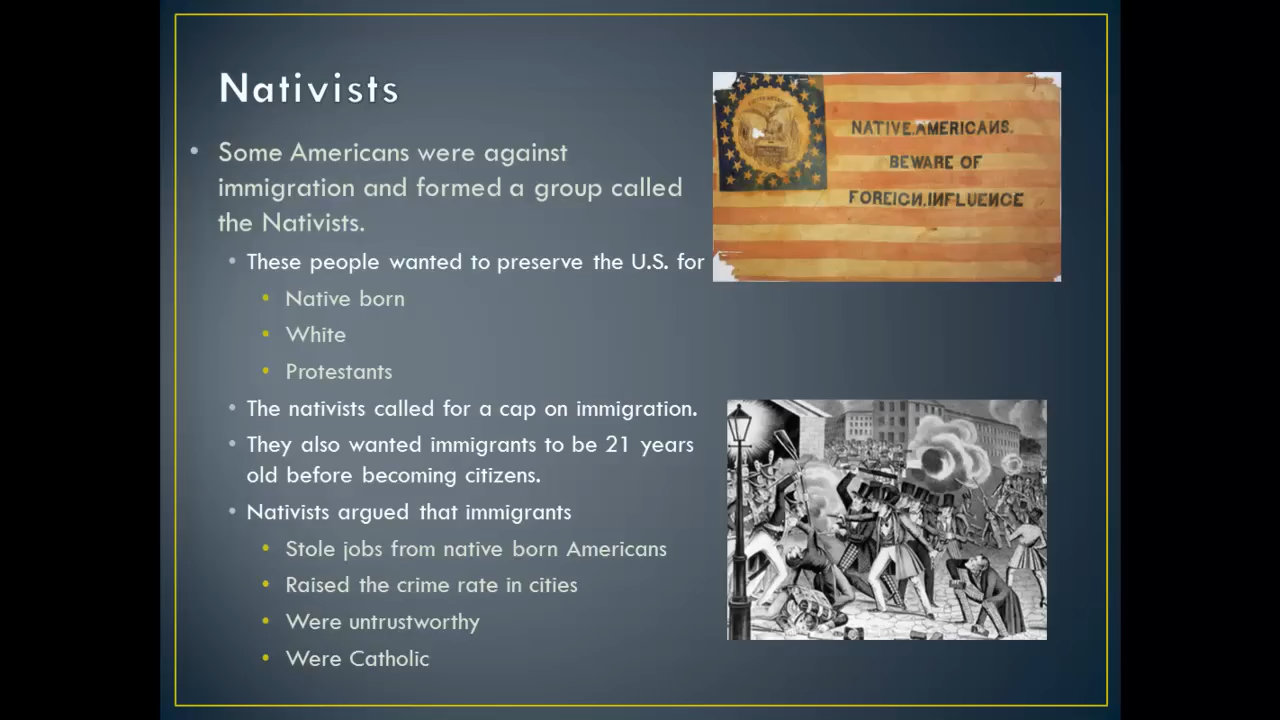 Nativists
Some Americans were against
immigration and formed a group called
the Nativists.
These people wanted to preserve the U.S. for
Native born
White
Protestants
The nativists called for a cap on immigration.
They also wanted immigrants to be 21 years
old before becoming citizens.
Nativists argued that immigrants
Stole jobs from native born Americans
Raised the crime rate in cities
Were untrustworthy
Were Catholic
NATIVE.AMERICANS.
BEWARE OF
FOREIGN.INFLUENCE